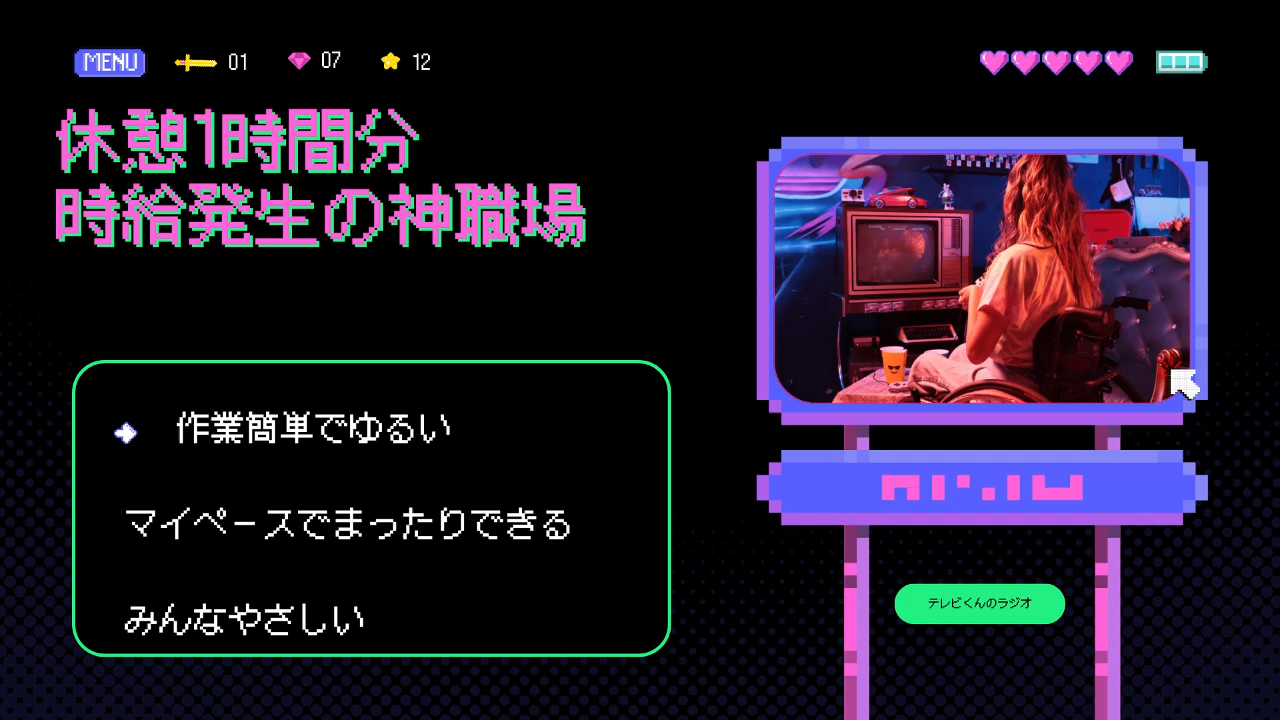 MENU 01 07 12
休憩1時間分
時給発生の神職場
作業簡単でゆるい
マイペースでまったりできる
みんなやさしい
テレビくんのラジオ